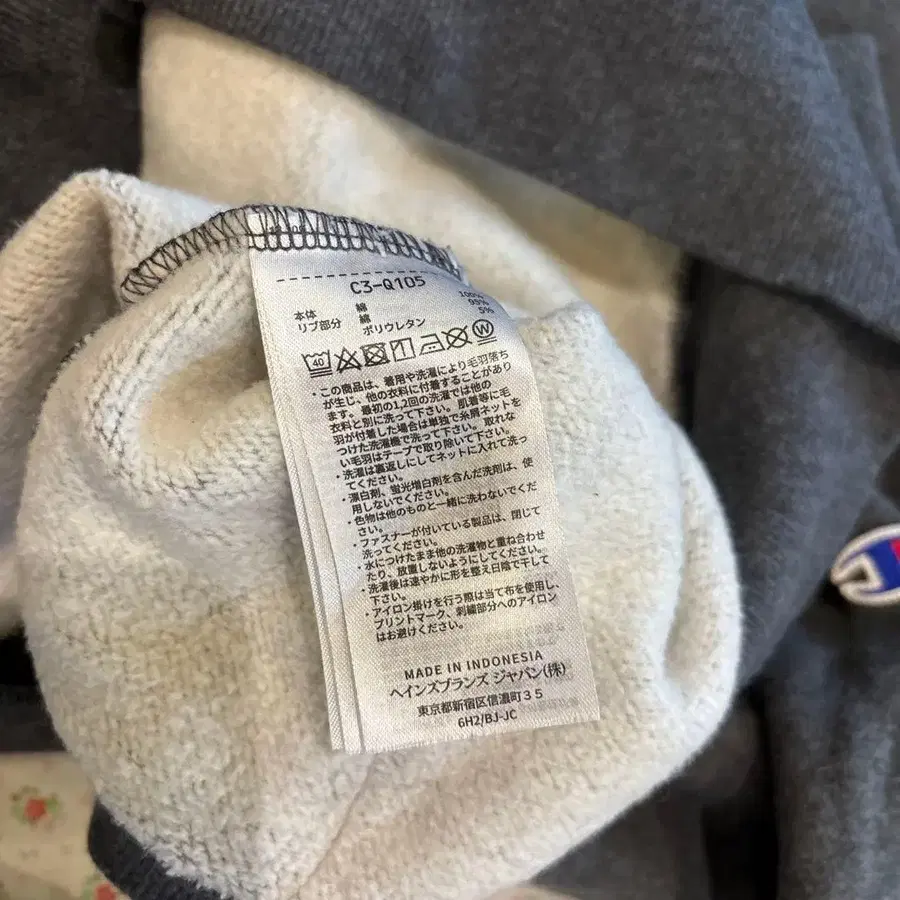 C3-Q105
本体 綿 100%
リブ部分 綿 95%
ポリウレタン 5%
40 W
・この商品は、着用や洗濯により毛羽落ち
が生じ、他の衣料に付着することがあり
ます。最初の1,2回の洗濯では他の
衣料と別に洗って下さい。肌着等に毛
羽が付着した場合は単独で糸屑ネットを
つけた洗濯機で洗って下さい。取れな
い毛羽はテープで取り除いて下さい。
・洗濯は裏返しにしてネットに入れて洗っ
てください。
・漂白剤、蛍光増白剤を含んだ洗剤は、使
用しないでください。
・色物は他のものと一緒に洗わないでくだ
さい。
・ファスナーが付いている製品は、閉じて
洗ってください。
・水につけたまま他の洗濯物と重ね合わせ
たり、放置しないようにしてください。
・洗濯後は速やかに形を整え日陰で干して
下さい。
・アイロン掛けを行う際は当て布を使用し、
プリントマーク、刺繍部分へのアイロン
はお避けください。
MADE IN INDONESIA
ヘインズブランズ ジャパン(株)
東京都新宿区信濃町35
6H2/BJ-JC